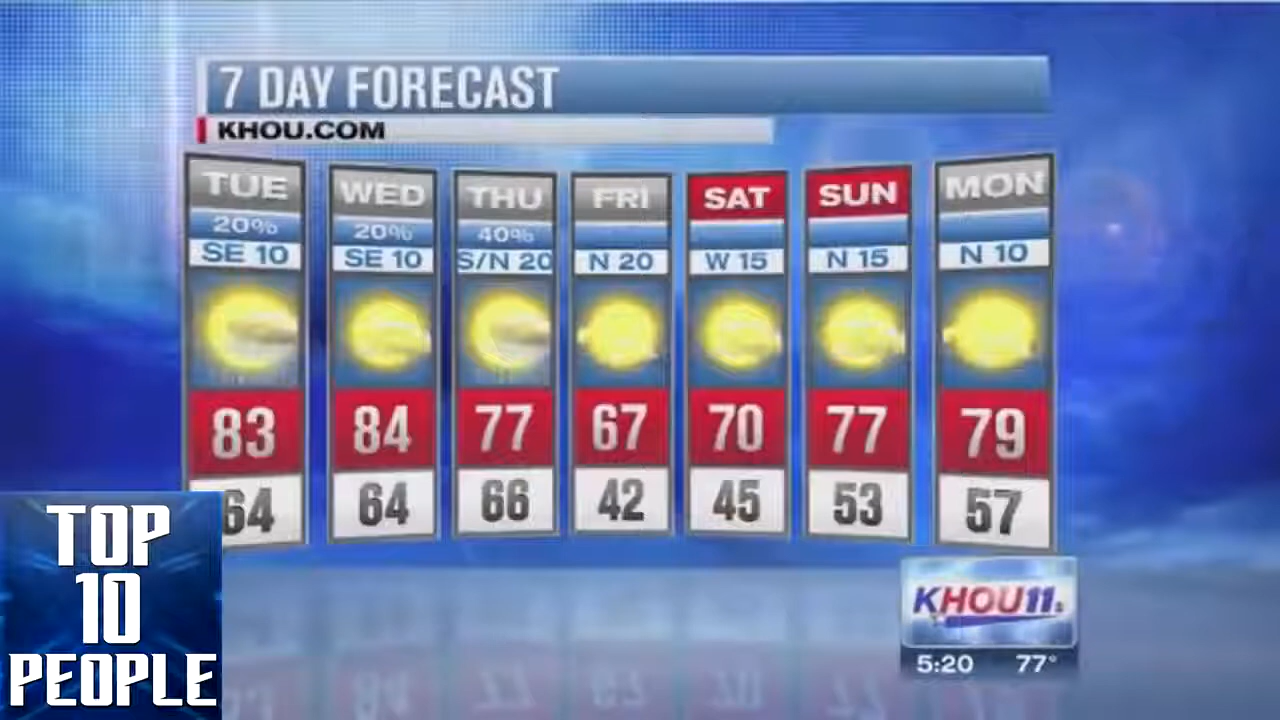 7 DAY FORECAST
KHOU.COM
TUE WED THU FRI SAT SUN MON
20% 20% 40%
SE 10 SE 10 S/N 20 N 20 W 15 N 15 N 10
83 84 77 67 70 77 79
64 64 66 42 45 53 57
TOP
10
PEOPLE
KHOU11
5:20 77°